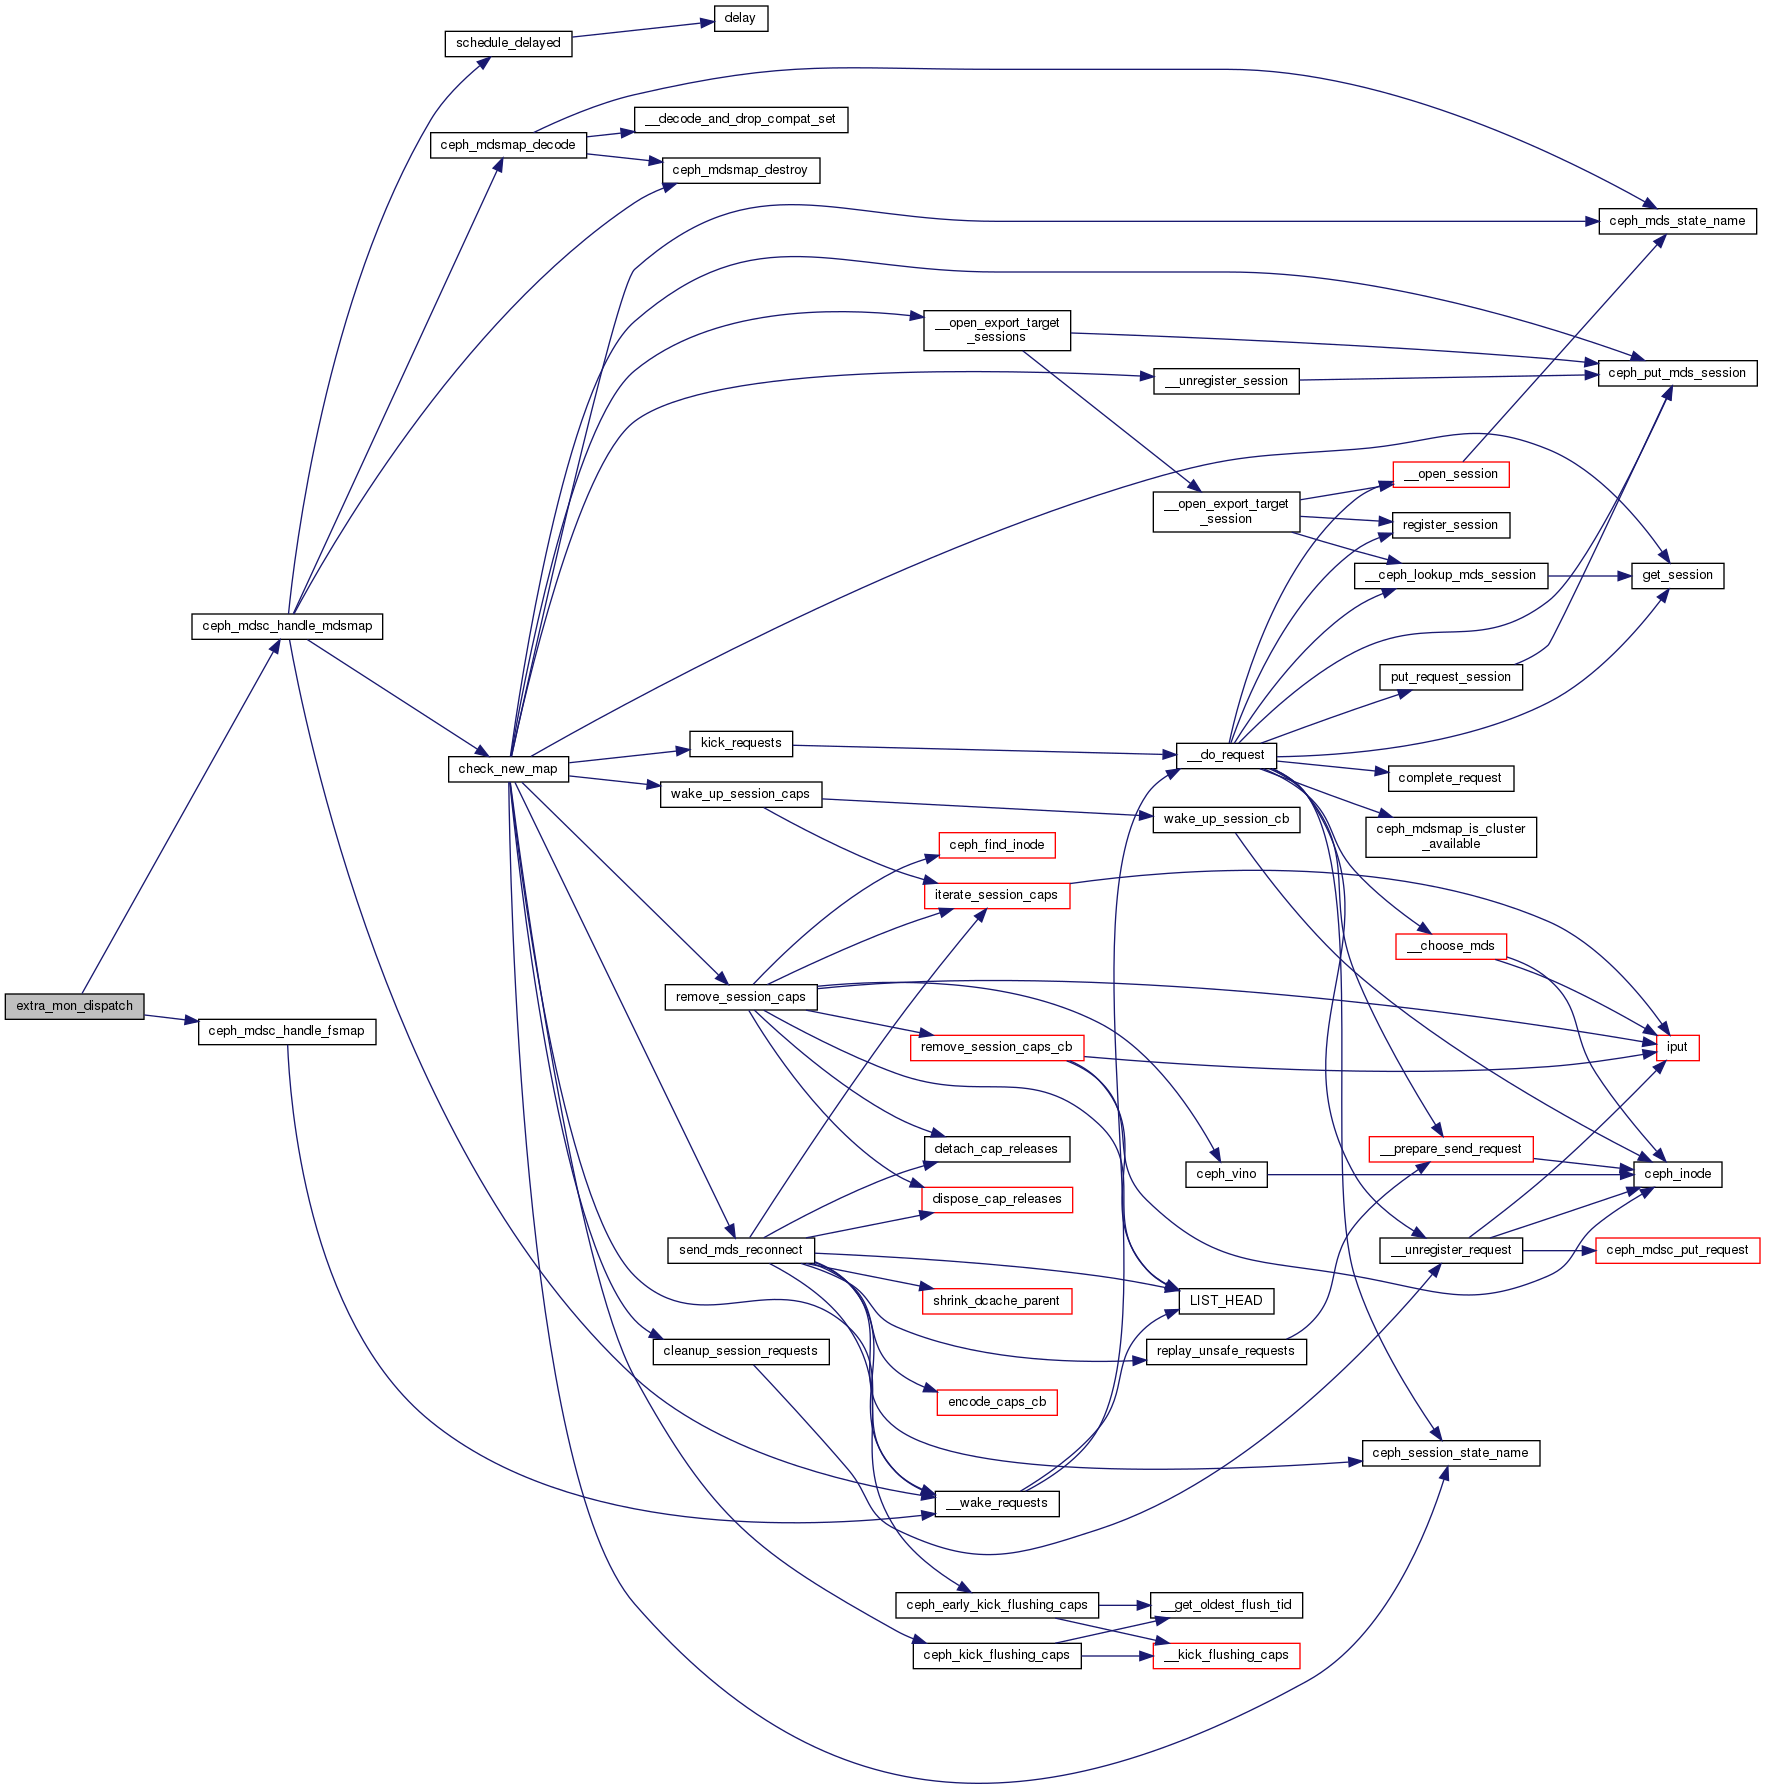 delay
schedule_delayed
__decode_and_drop_compat_set
ceph_mdsmap_decode
ceph_mdsmap_destroy
ceph_mds_state_name
__open_export_target
_sessions
ceph_put_mds_session
__unregister_session
__open_session
__open_export_target
_session
register_session
__ceph_lookup_mds_session
get_session
ceph_mdsc_handle_mdsmap
put_request_session
kick_requests
__do_request
check_new_map
complete_request
wake_up_session_caps
wake_up_session_cb
ceph_mdsmap_is_cluster
_available
ceph_find_inode
iterate_session_caps
__choose_mds
remove_session_caps
extra_mon_dispatch
ceph_mdsc_handle_fsmap
remove_session_caps_cb
iput
detach_cap_releases
__prepare_send_request
ceph_vino
ceph_inode
dispose_cap_releases
send_mds_reconnect
__unregister_request
ceph_mdsc_put_request
shrink_dcache_parent
LIST_HEAD
cleanup_session_requests
replay_unsafe_requests
encode_caps_cb
ceph_session_state_name
__wake_requests
ceph_early_kick_flushing_caps
__get_oldest_flush_tid
ceph_kick_flushing_caps
__kick_flushing_caps